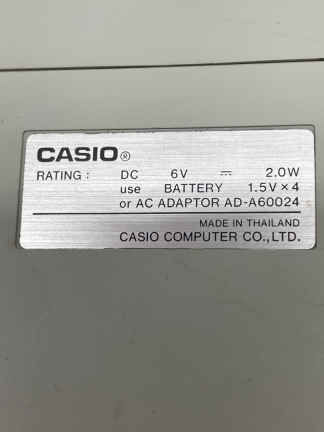 CASIO®
RATING : DC 6V ⎓ 2.0W
use BATTERY 1.5V×4
or AC ADAPTOR AD-A60024
MADE IN THAILAND
CASIO COMPUTER CO.,LTD.